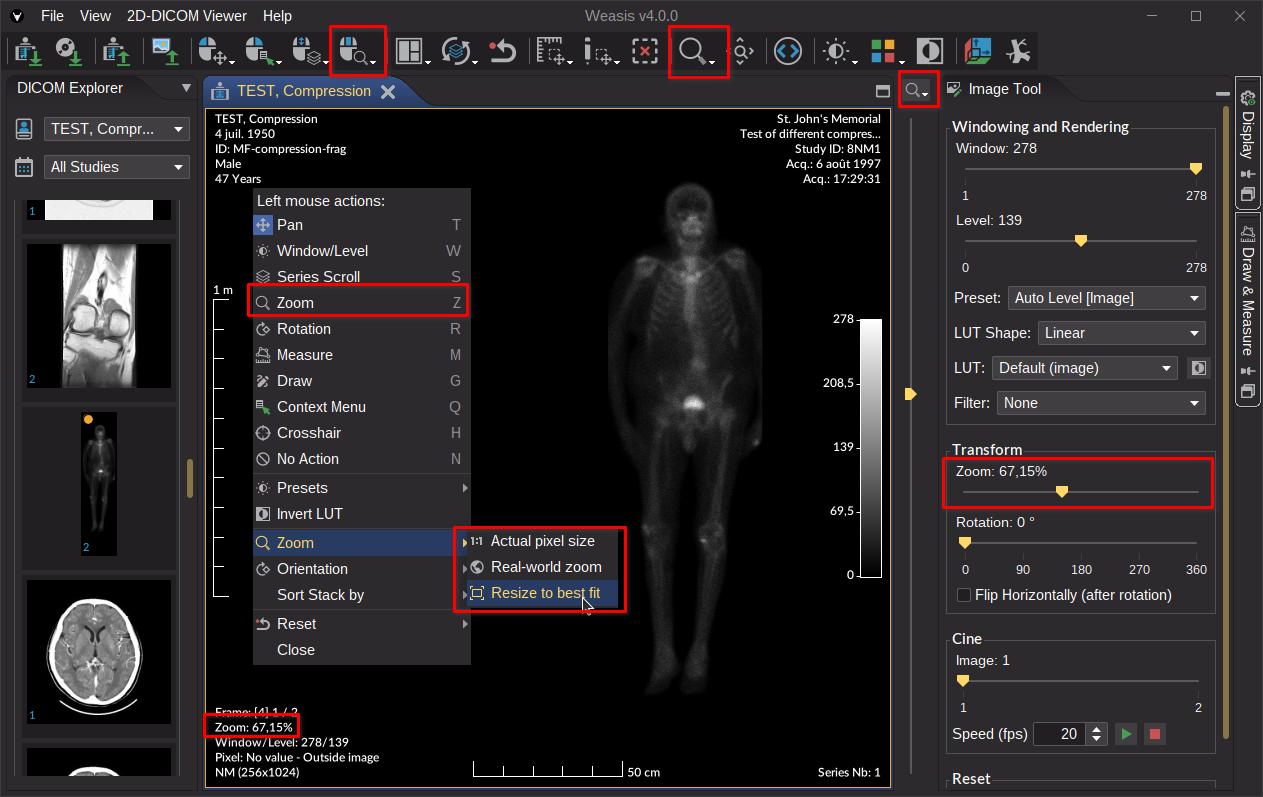 File View 2D-DICOM Viewer Help Weasis v4.0.0
DICOM Explorer
TEST, Compr...
All Studies
1
2
2
1
TEST, Compression
TEST, Compression
4 juil. 1950
ID: MF-compression-frag
Male
47 Years
St. John's Memorial
Test of different compres...
Study ID: 8NM1
Acq.: 6 août 1997
Acq.: 17:29:31
1 m
Left mouse actions:
Pan T
Window/Level W
Series Scroll S
Zoom Z
Rotation R
Measure M
Draw G
Context Menu Q
Crosshair H
No Action N
Presets
Invert LUT
Zoom
Orientation
Sort Stack by
Reset
Close
1:1 Actual pixel size
Real-world zoom
Resize to best fit
278
208,5
139
69,5
0
Frame: [4] 1 / 2
Zoom: 67,15%
Window/Level: 278/139
Pixel: No value - Outside image
NM (256x1024)
50 cm
Series Nb: 1
Image Tool
Windowing and Rendering
Window: 278
1 278
Level: 139
0 278
Preset: Auto Level [Image]
LUT Shape: Linear
LUT: Default (image)
Filter: None
Transform
Zoom: 67,15%
Rotation: 0 °
0 90 180 270 360
Flip Horizontally (after rotation)
Cine
Image: 1
1 2
Speed (fps) 20
Reset
Display
Draw & Measure